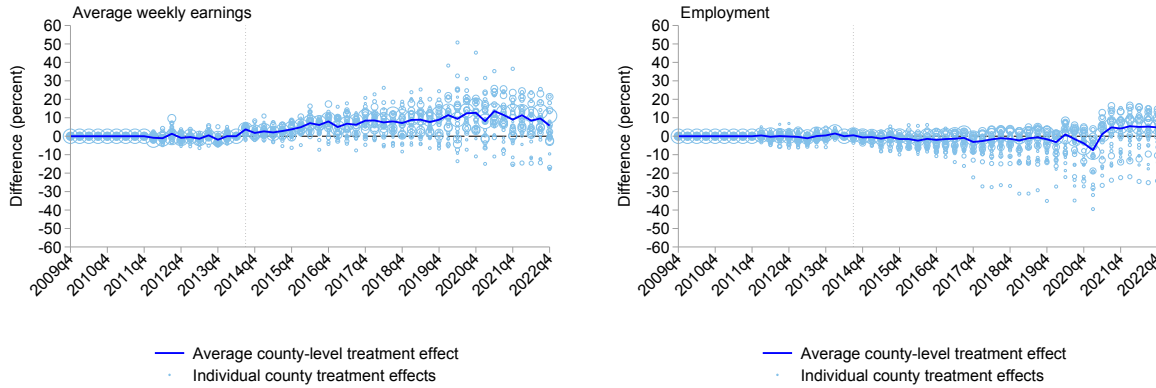 Average weekly earnings
Difference (percent)
60
50
40
30
20
10
0
-10
-20
-30
-40
-50
-60
2009q4
2010q4
2011q4
2012q4
2013q4
2014q4
2015q4
2016q4
2017q4
2018q4
2019q4
2020q4
2021q4
2022q4
Average county-level treatment effect
Individual county treatment effects
Employment
Difference (percent)
60
50
40
30
20
10
0
-10
-20
-30
-40
-50
-60
2009q4
2010q4
2011q4
2012q4
2013q4
2014q4
2015q4
2016q4
2017q4
2018q4
2019q4
2020q4
2021q4
2022q
Average county-level treatment effect
Individual county treatment effects